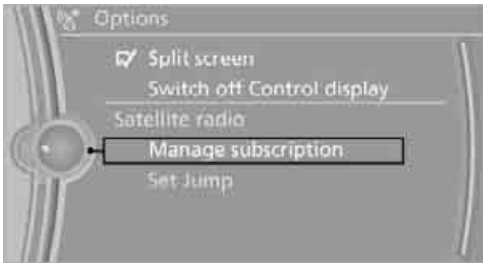 Options
Split screen
Switch off Control display
Satellite radio
Manage subscription
Set Jump